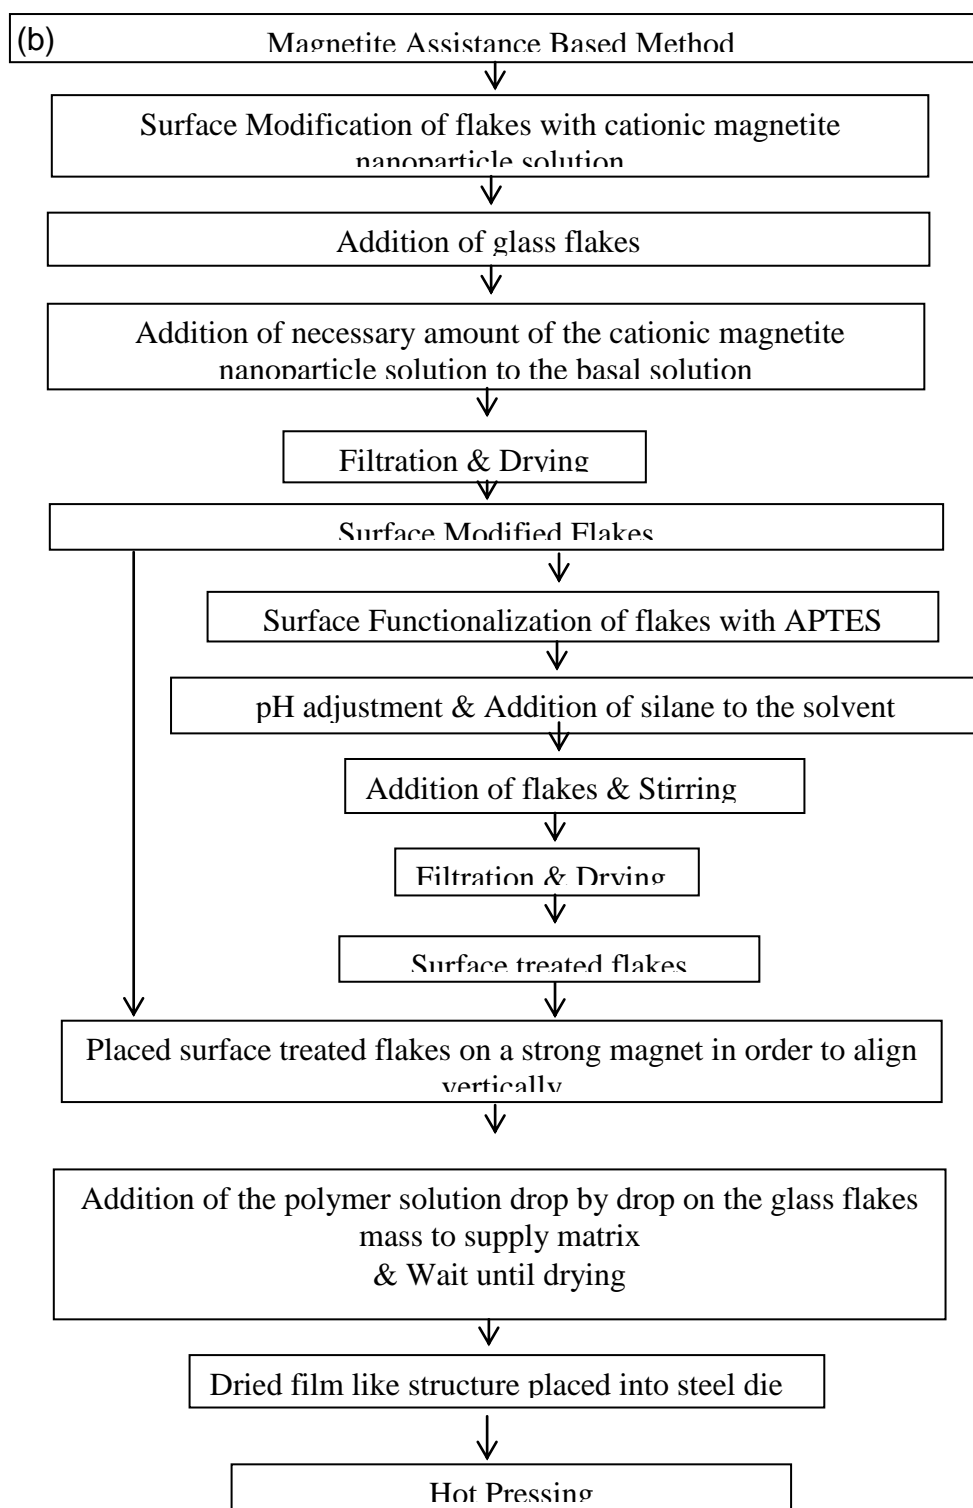 (b)
Magnetite Assistance Based Method
Surface Modification of flakes with cationic magnetite
nanoparticle solution
Addition of glass flakes
Addition of necessary amount of the cationic magnetite
nanoparticle solution to the basal solution
Filtration & Drying
Surface Modified Flakes
Surface Functionalization of flakes with APTES
pH adjustment & Addition of silane to the solvent
Addition of flakes & Stirring
Filtration & Drying
Surface treated flakes
Placed surface treated flakes on a strong magnet in order to align
vertically
Addition of the polymer solution drop by drop on the glass flakes
mass to supply matrix
& Wait until drying
Dried film like structure placed into steel die
Hot Pressing